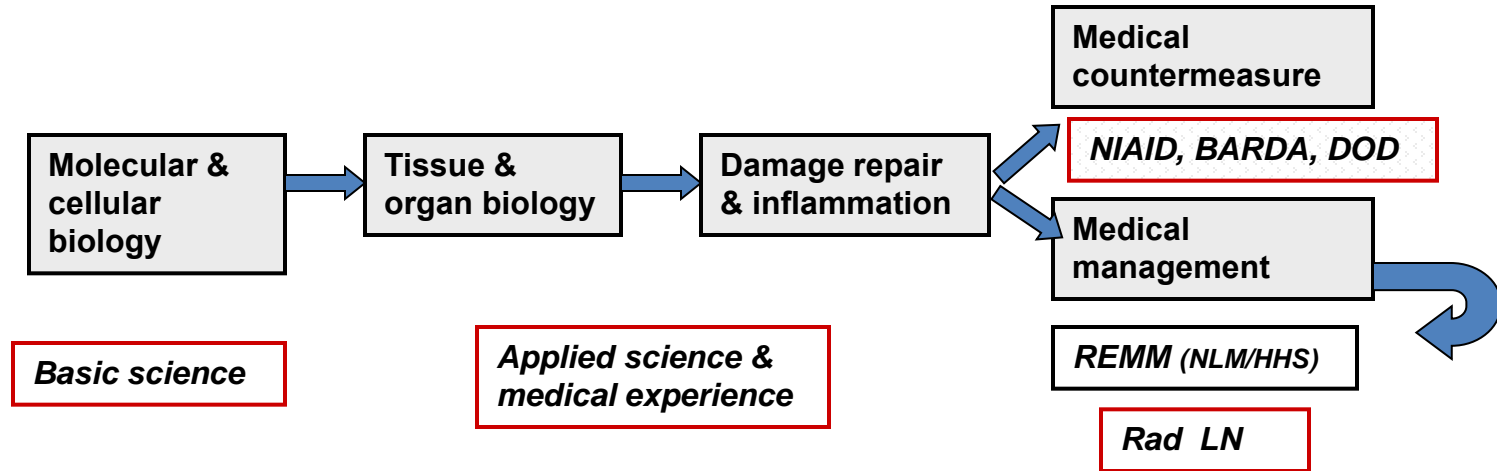 Medical
countermeasure
NIAID, BARDA, DOD
Molecular &
cellular
biology
Tissue &
organ biology
Damage repair
& inflammation
Medical
management
Basic science
Applied science &
medical experience
REMM (NLM/HHS)
Rad LN